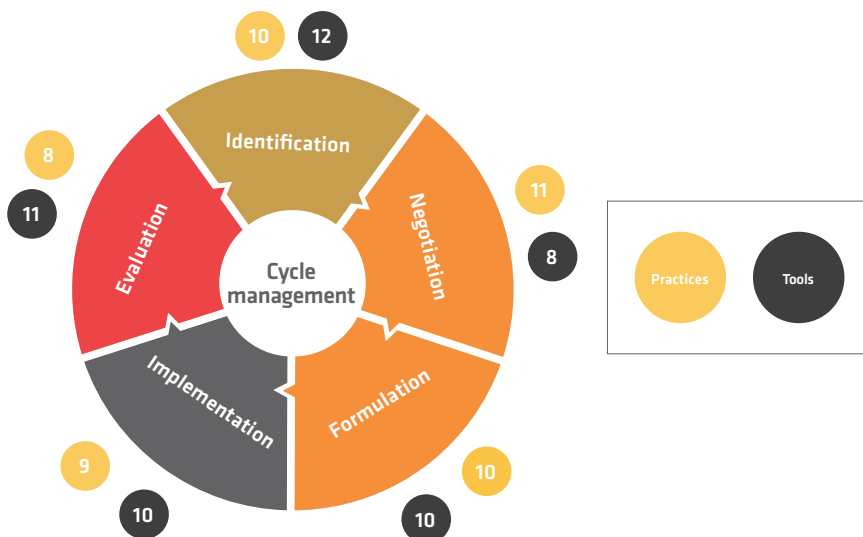 10
12
Identification
8
11
Evaluation
Negotiation
11
8
Cycle
management
Practices
Tools
Implementation
Formulation
9
10
10
10